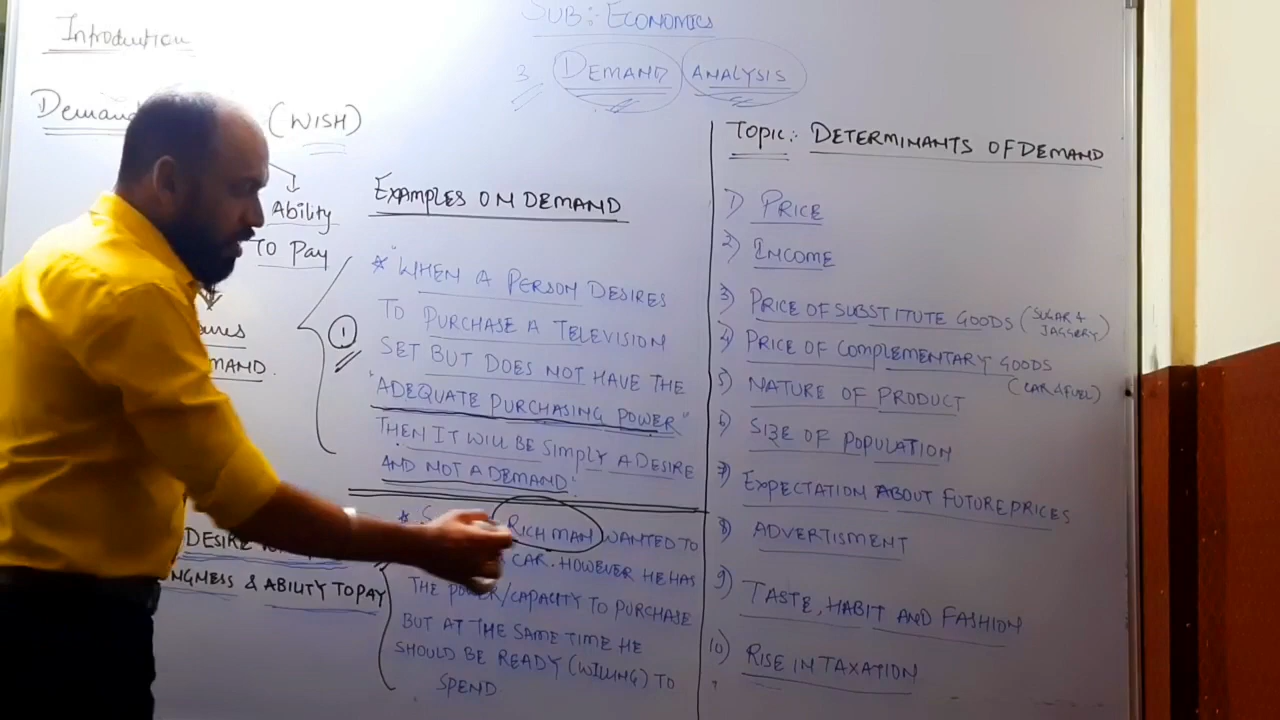 SUB:- ECONOMICS
3. DEMAND ANALYSIS
Introduction
(WISH)
Ability
TO Pay
DESIRE
& ABILITY TO PAY
EXAMPLES ON DEMAND
1
* "WHEN A PERSON DESIRES
TO PURCHASE A TELEVISION
SET BUT DOES NOT HAVE THE
"ADEQUATE PURCHASING POWER"
THEN IT WILL BE SIMPLY A DESIRE
AND NOT A DEMAND".
* RICH MAN WANTED TO
CAR. HOWEVER HE HAS
THE POWER/CAPACITY TO PURCHASE
BUT AT THE SAME TIME HE
SHOULD BE READY (WILLING) TO
SPEND
TOPIC:- DETERMINANTS OF DEMAND
1) PRICE
2) INCOME
3) PRICE OF SUBSTITUTE GOODS (SUGAR &
JAGGERY)
4) PRICE OF COMPLEMENTARY GOODS
(CAR & FUEL)
5) NATURE OF PRODUCT
6) SIZE OF POPULATION
7) EXPECTATION ABOUT FUTURE PRICES
8) ADVERTISMENT
9) TASTE, HABIT AND FASHION
10) RISE IN TAXATION